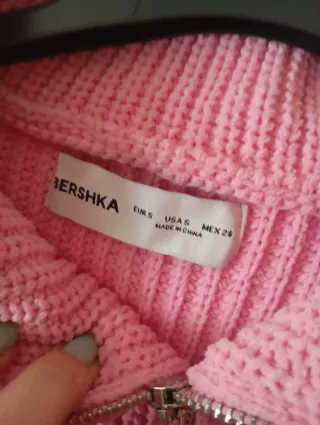 BERSHKA
EUR S USA S MEX 26
MADE IN CHINA